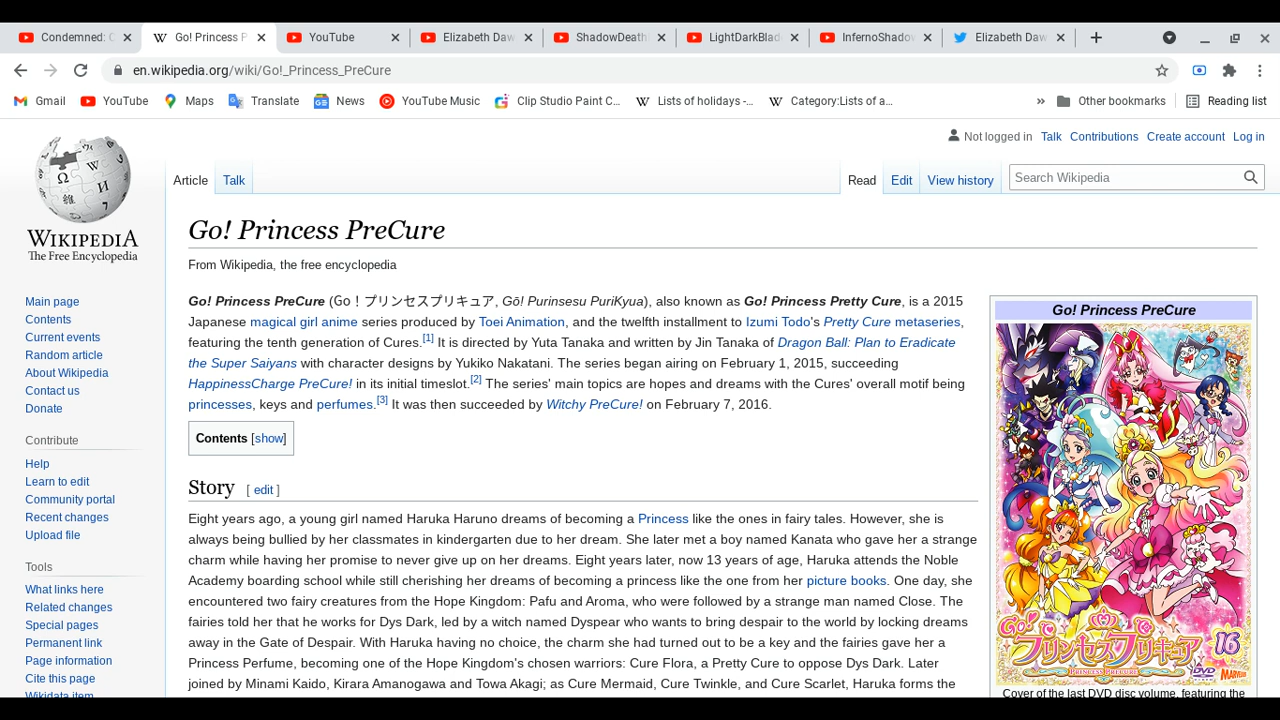 Condemned: C
Go! Princess P
YouTube
Elizabeth Daw
ShadowDeath
LightDarkBlad
InfernoShadow
Elizabeth Daw
en.wikipedia.org/wiki/Go!_Princess_PreCure
Gmail
YouTube
Maps
Translate
News
YouTube Music
Clip Studio Paint C...
Lists of holidays -...
Category:Lists of a...
»
Other bookmarks
Reading list
Not logged in
Talk
Contributions
Create account
Log in
Article
Talk
Read
Edit
View history
Search Wikipedia
WIKIPEDIA
The Free Encyclopedia
Main page
Contents
Current events
Random article
About Wikipedia
Contact us
Donate
Contribute
Help
Learn to edit
Community portal
Recent changes
Upload file
Tools
What links here
Related changes
Special pages
Permanent link
Page information
Cite this page
Wikidata item
Go! Princess PreCure
From Wikipedia, the free encyclopedia
Go! Princess PreCure (Go！プリンセスプリキュア, Gō! Purinsesu PuriKyua), also known as Go! Princess Pretty Cure, is a 2015
Japanese magical girl anime series produced by Toei Animation, and the twelfth installment to Izumi Todo's Pretty Cure metaseries,
featuring the tenth generation of Cures.[1] It is directed by Yuta Tanaka and written by Jin Tanaka of Dragon Ball: Plan to Eradicate
the Super Saiyans with character designs by Yukiko Nakatani. The series began airing on February 1, 2015, succeeding
HappinessCharge PreCure! in its initial timeslot.[2] The series' main topics are hopes and dreams with the Cures' overall motif being
princesses, keys and perfumes.[3] It was then succeeded by Witchy PreCure! on February 7, 2016.
Contents [show]
Story [ edit ]
Eight years ago, a young girl named Haruka Haruno dreams of becoming a Princess like the ones in fairy tales. However, she is
always being bullied by her classmates in kindergarten due to her dream. She later met a boy named Kanata who gave her a strange
charm while having her promise to never give up on her dreams. Eight years later, now 13 years of age, Haruka attends the Noble
Academy boarding school while still cherishing her dreams of becoming a princess like the one from her picture books. One day, she
encountered two fairy creatures from the Hope Kingdom: Pafu and Aroma, who were followed by a strange man named Close. The
fairies told her that he works for Dys Dark, led by a witch named Dyspear who wants to bring despair to the world by locking dreams
away in the Gate of Despair. With Haruka having no choice, the charm she had turned out to be a key and the fairies gave her a
Princess Perfume, becoming one of the Hope Kingdom's chosen warriors: Cure Flora, a Pretty Cure to oppose Dys Dark. Later
joined by Minami Kaido, Kirara Amanogawa and Towa Akagi; as Cure Mermaid, Cure Twinkle, and Cure Scarlet, Haruka forms the
Go! Princess PreCure
Go!
プリンセスプリキュア
PRINCESS PRECURE
16
DVD
MARVELOUS
Cover of the last DVD disc volume, featuring the